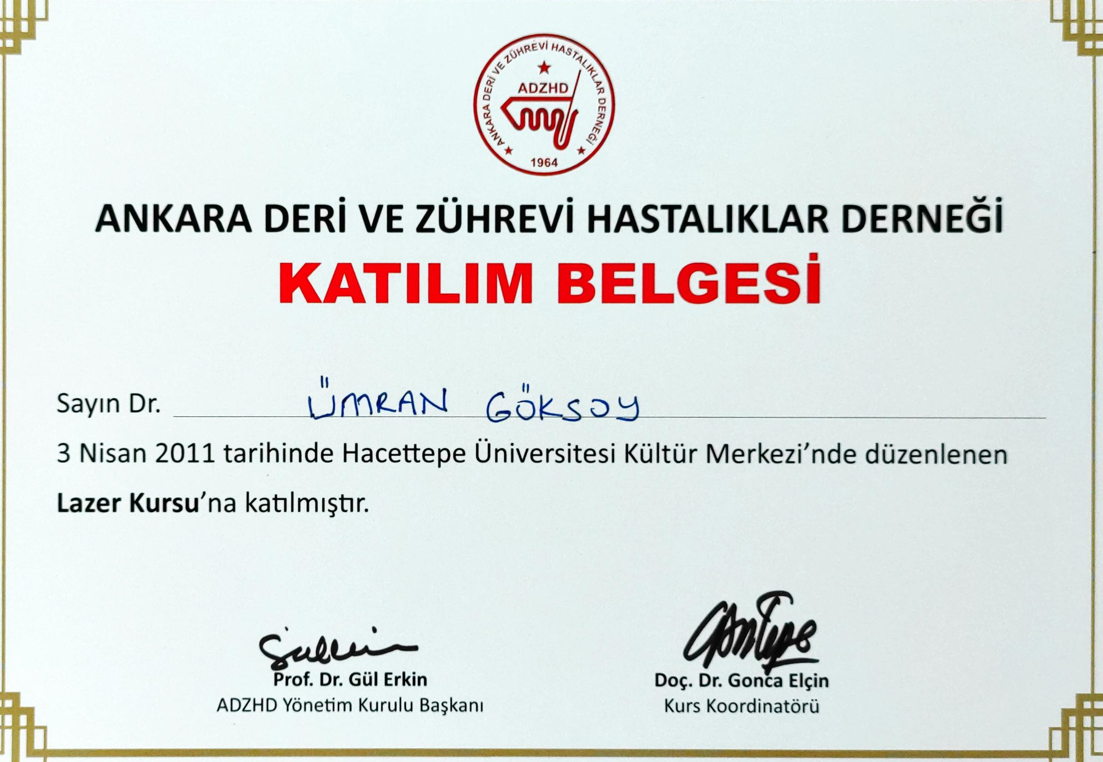 ANKARA DERİ VE ZÜHREVİ HASTALIKLAR DERNEĞİ
ADZHD
1964
ANKARA DERİ VE ZÜHREVİ HASTALIKLAR DERNEĞİ
KATILIM BELGESİ
Sayın Dr. ÜMRAN GÖKSOY
3 Nisan 2011 tarihinde Hacettepe Üniversitesi Kültür Merkezi’nde düzenlenen
Lazer Kursu’na katılmıştır.
Prof. Dr. Gül Erkin
ADZHD Yönetim Kurulu Başkanı
Doç. Dr. Gonca Elçin
Kurs Koordinatörü